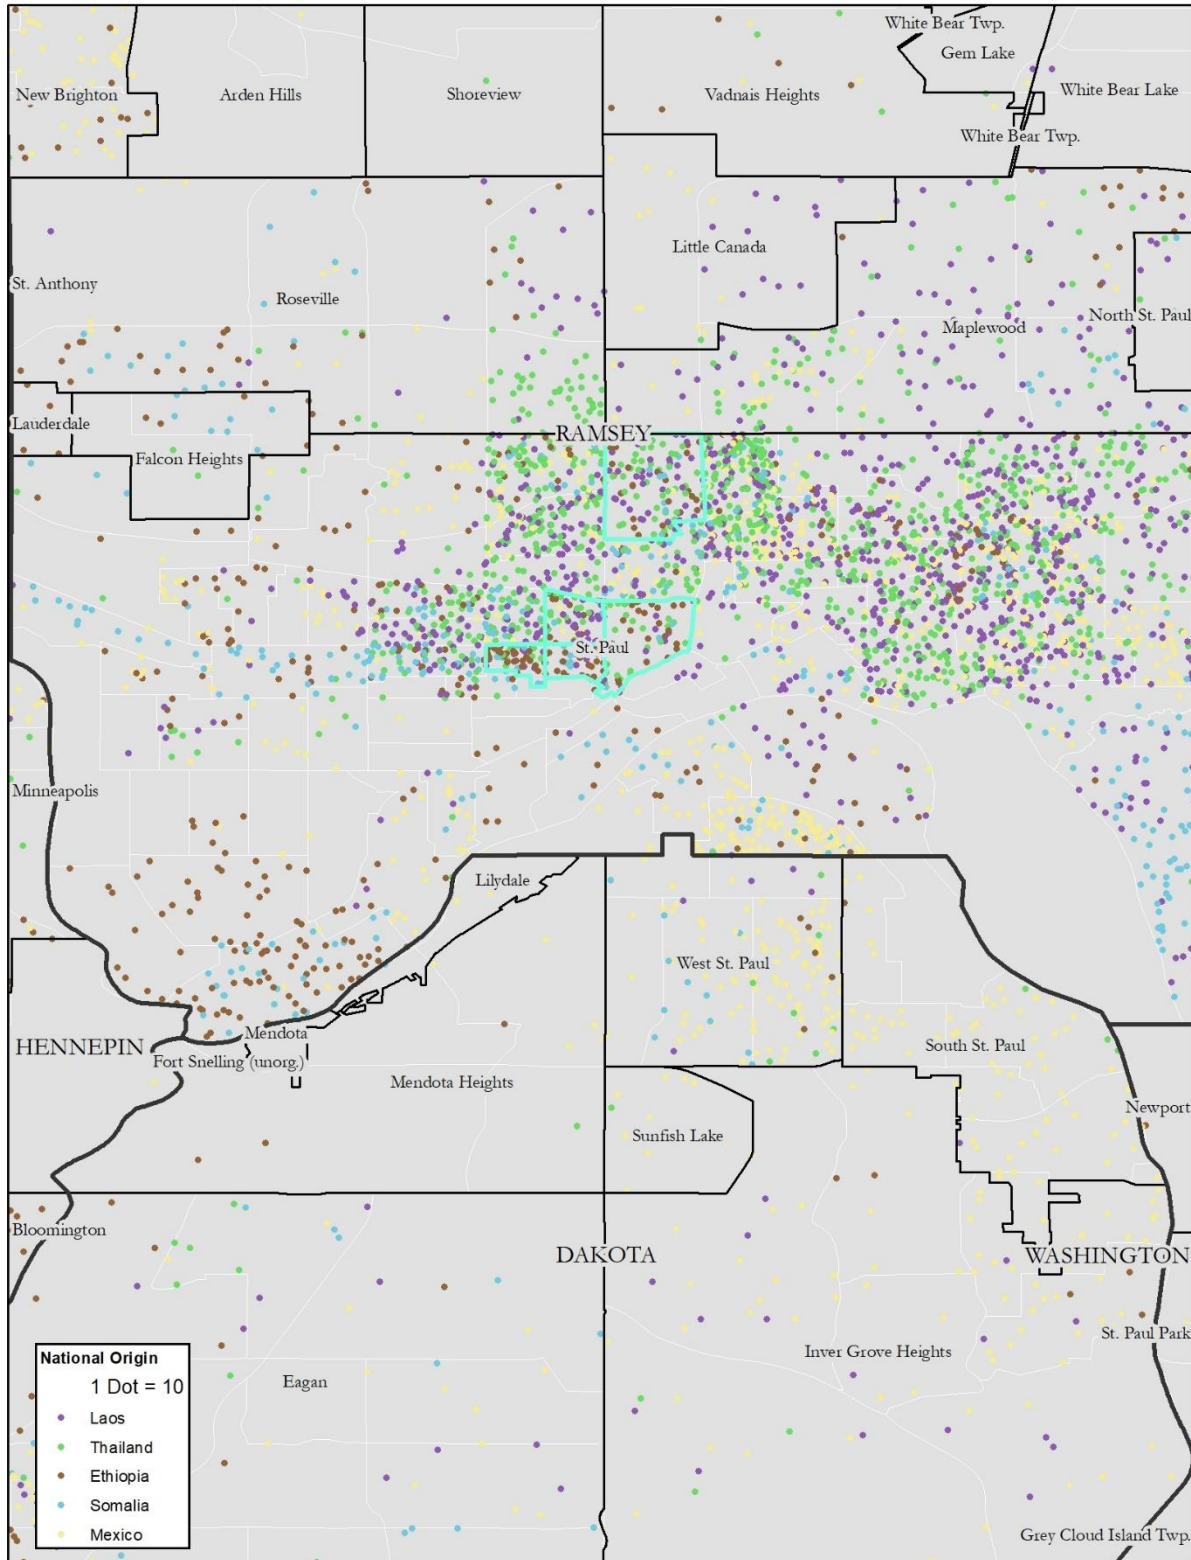 White Bear Twp.
Gem Lake
New Brighton
Arden Hills
Shoreview
Vadnais Heights
White Bear Lake
White Bear Twp.
Little Canada
St. Anthony
Roseville
Maplewood
North St. Paul
Lauderdale
RAMSEY
Falcon Heights
St. Paul
Minneapolis
Lilydale
West St. Paul
Mendota
HENNEPIN
Fort Snelling (unorg.)
South St. Paul
Mendota Heights
Newport
Sunfish Lake
Bloomington
DAKOTA
WASHINGTON
St. Paul Park
Inver Grove Heights
Eagan
National Origin
1 Dot = 10
Laos
Thailand
Ethiopia
Somalia
Mexico
Grey Cloud Island Twp.